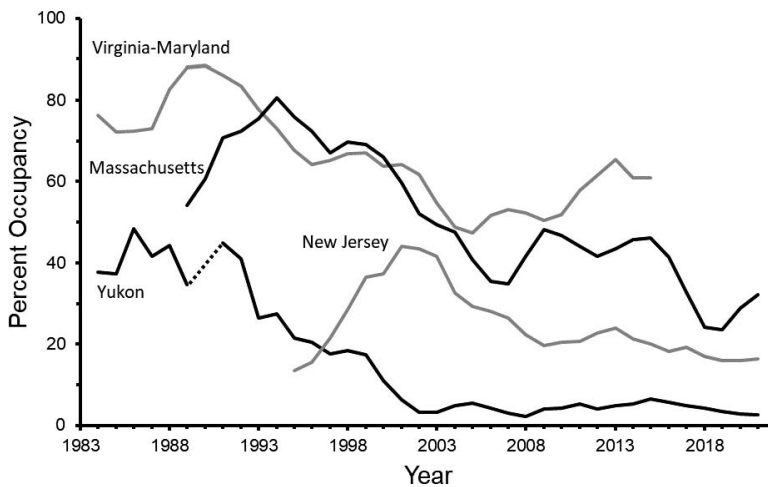 100
Virginia-Maryland
80
Massachusetts
60
New Jersey
40
Yukon
20
0
1983 1988 1993 1998 2003 2008 2013 2018
Year
Percent Occupancy